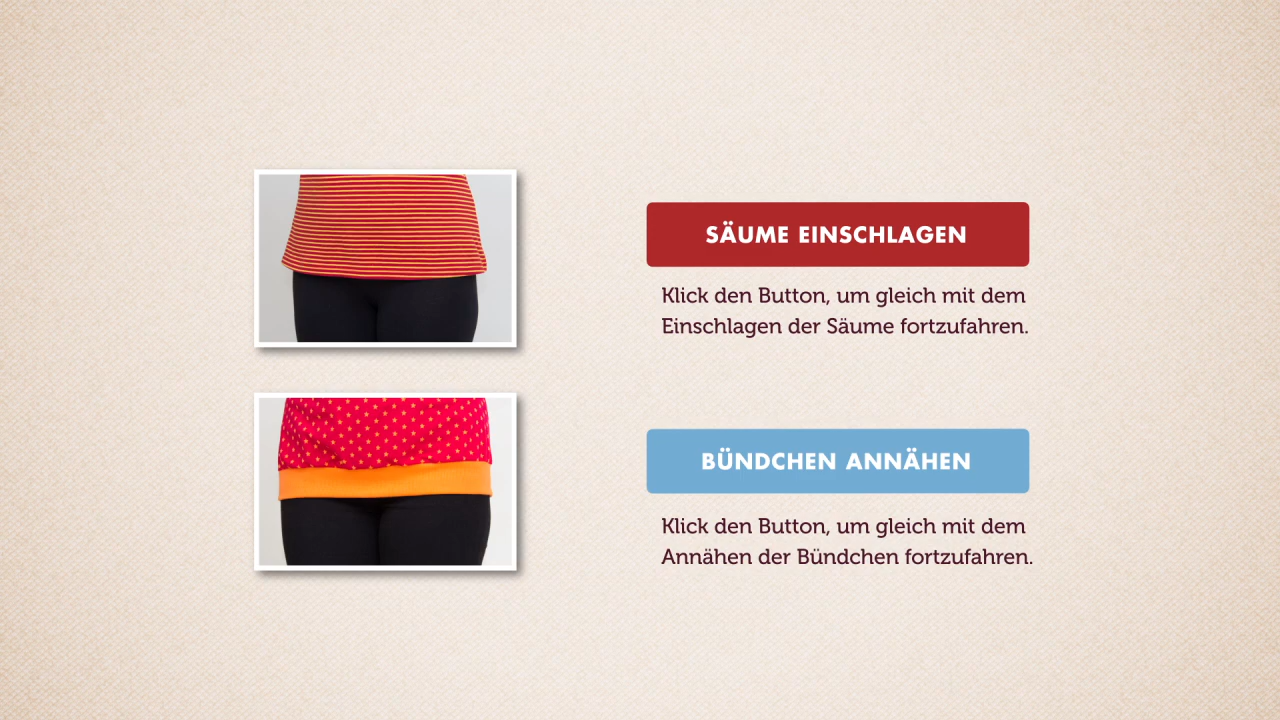 SÄUME EINSCHLAGEN
Klick den Button, um gleich mit dem
Einschlagen der Säume fortzufahren.
BÜNDCHEN ANNÄHEN
Klick den Button, um gleich mit dem
Annähen der Bündchen fortzufahren.